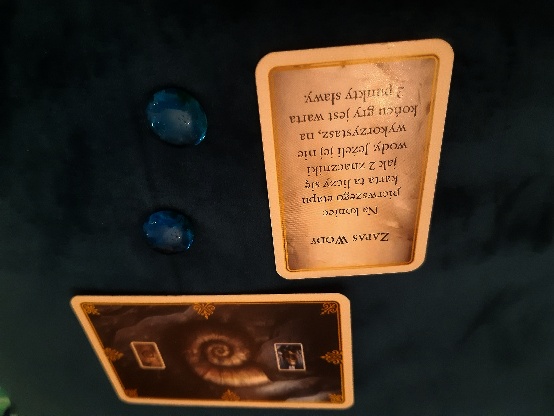 Zapas Wody
Na koniec
pierwszego etapu
karta ta liczy się
jak 2 znaczniki
wody. Jeżeli jej nie
wykorzystasz, na
końcu gry jest warta
2 punkty sławy.